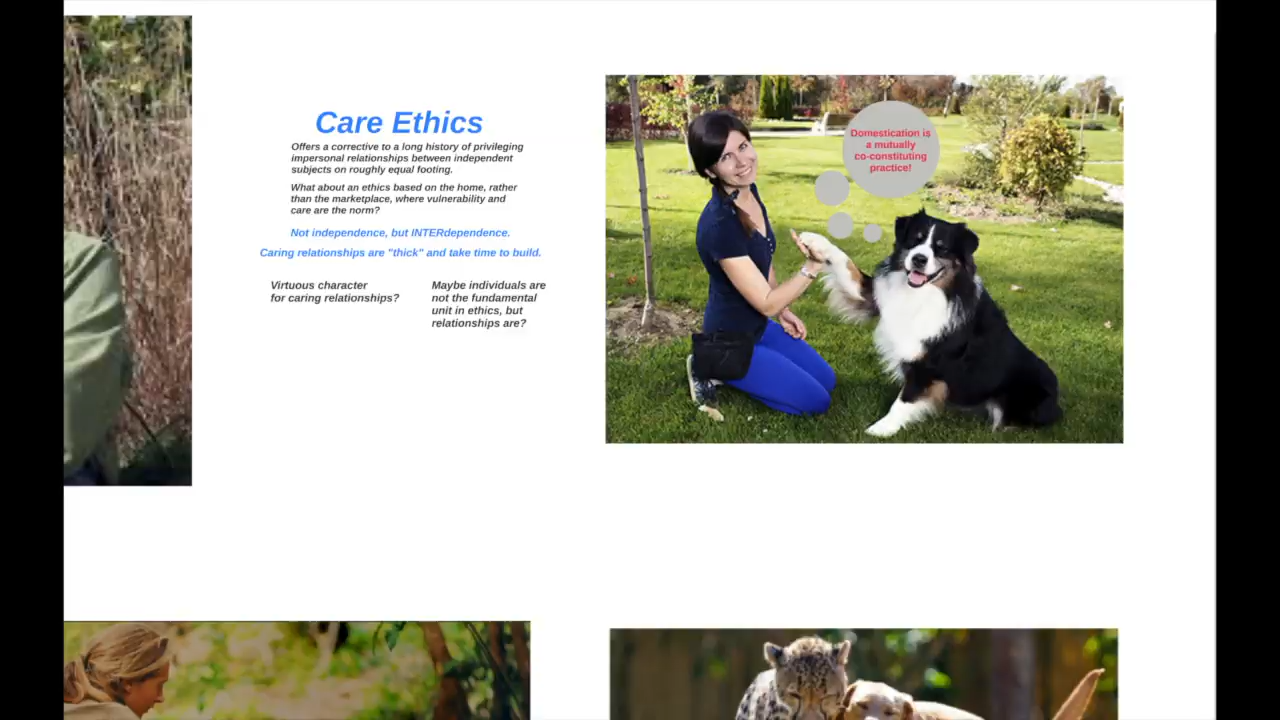 Care Ethics
Offers a corrective to a long history of privileging
impersonal relationships between independent
subjects on roughly equal footing.
What about an ethics based on the home, rather
than the marketplace, where vulnerability and
care are the norm?
Not independence, but INTERdependence.
Caring relationships are "thick" and take time to build.
Virtuous character
for caring relationships?
Maybe individuals are
not the fundamental
unit in ethics, but
relationships are?
Domestication is
a mutually
co-constituting
practice!